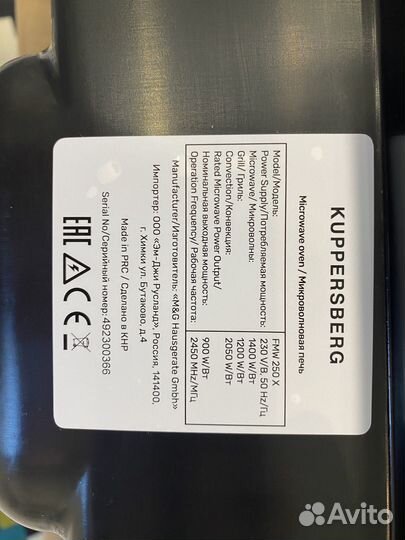 KUPPERSBERG
Microwave oven / Микроволновая печь
Model/Модель: FMW 250 X
Power Supply/Потребляемая мощность: 230 V/В, 50 Hz/Гц
Microwave/ Микроволны: 1400 W/Вт
Grill/ Гриль: 1200 W/Вт
Convection/Конвекция: 2050 W/Вт
Rated Microwave Power Output/
Номинальная выходная мощность: 900 W/Вт
Operation Frequency/ Рабочая частота: 2450 MHz/МГц
Manufacturer/Изготовитель: «M&G Hausgerate Gmbh»
Импортер: ООО «Эм-Джи Русланд», Россия, 141400,
г. Химки ул. Бутаково, д.4
Made in PRC / Сделано в КНР
Serial No/Серийный номер: 492300366
EAC CE
Avito